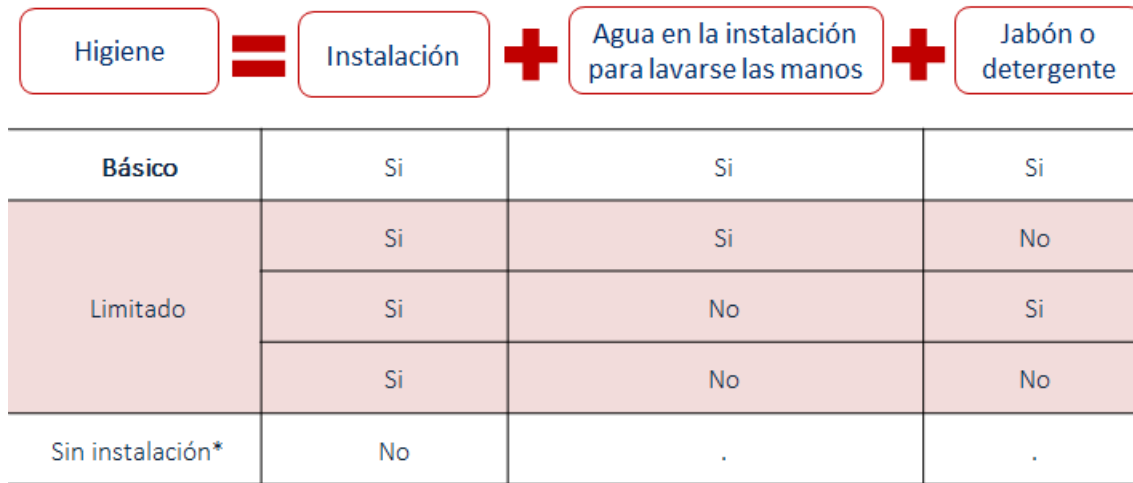 Higiene = Instalación + Agua en la instalación
para lavarse las manos + Jabón o
detergente
Básico Si Si Si
Si Si No
Limitado Si No Si
Si No No
Sin instalación* No . .